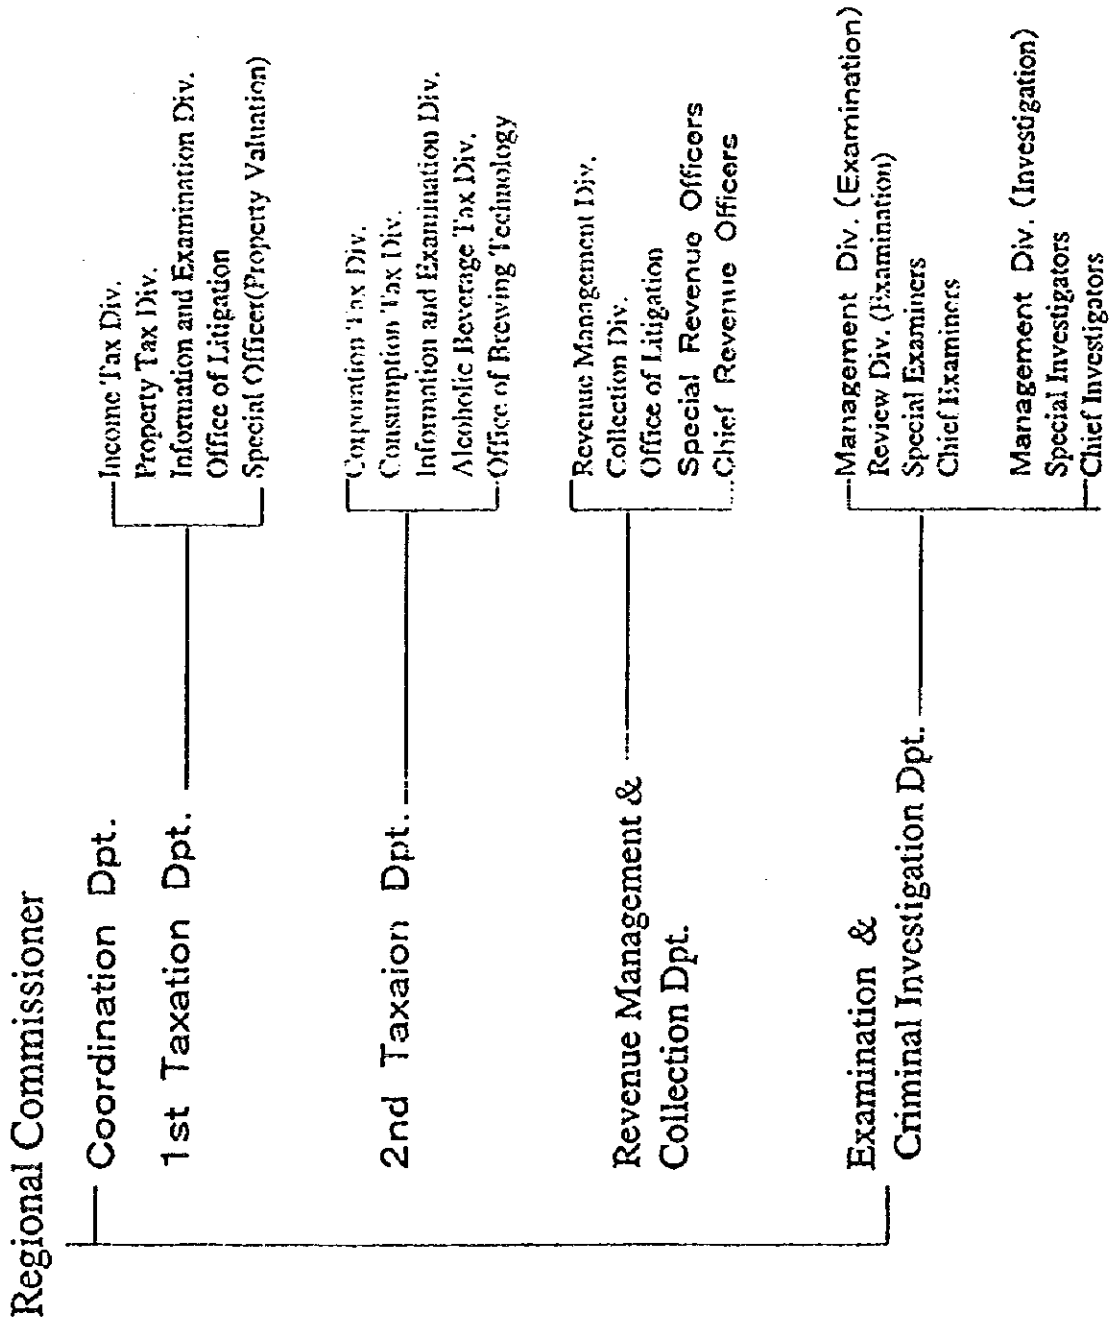 Regional Commissioner
Coordination Dpt.
1st Taxation Dpt.
Income Tax Div.
Property Tax Div.
Information and Examination Div.
Office of Litigation
Special Officer(Property Valuation)
2nd Taxaion Dpt.
Corporation Tax Div.
Consumption Tax Div.
Information and Examination Div.
Alcoholic Beverage Tax Div.
Office of Brewing Technology
Revenue Management &
Collection Dpt.
Revenue Management Div.
Collection Div.
Office of Litigation
Special Revenue Officers
Chief Revenue Officers
Examination &
Criminal Investigation Dpt.
Management Div. (Examination)
Review Div. (Examination)
Special Examiners
Chief Examiners
Management Div. (Investigation)
Special Investigators
Chief Investigators